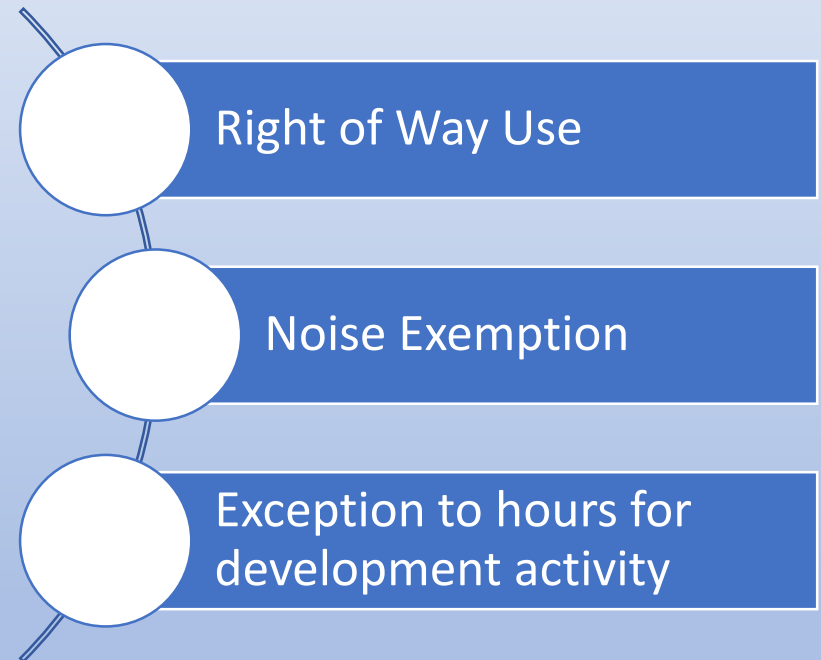 Right of Way Use
Noise Exemption
Exception to hours for
development activity